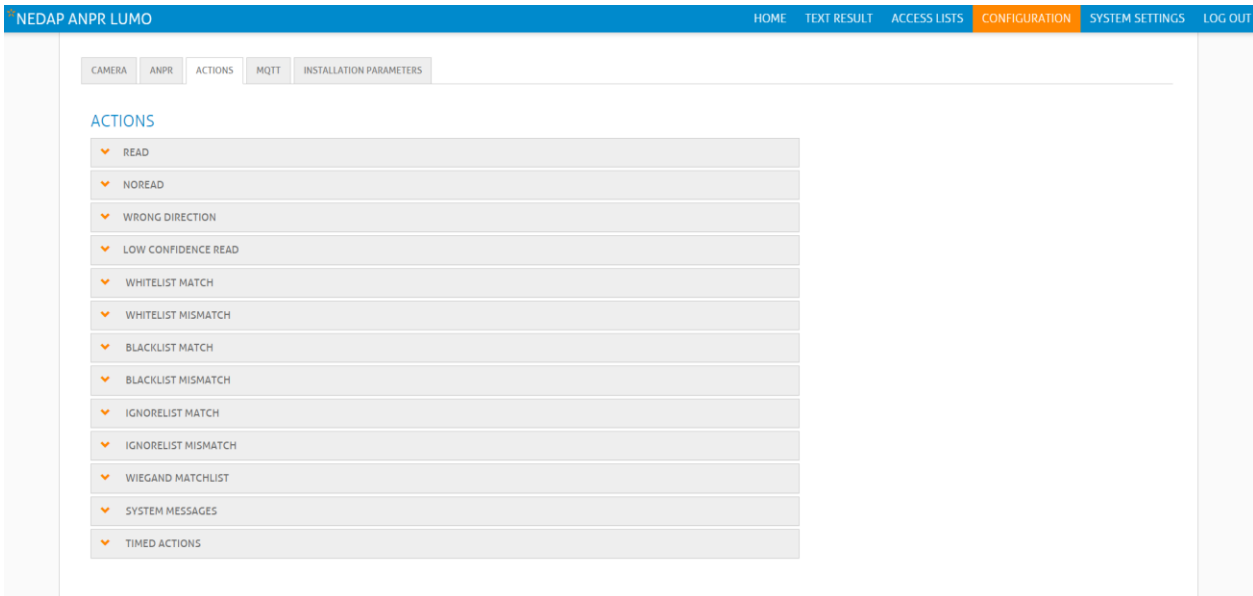 NEDAP ANPR LUMO HOME TEXT RESULT ACCESS LISTS CONFIGURATION SYSTEM SETTINGS LOG OUT
CAMERA ANPR ACTIONS MQTT INSTALLATION PARAMETERS
ACTIONS
READ
NOREAD
WRONG DIRECTION
LOW CONFIDENCE READ
WHITELIST MATCH
WHITELIST MISMATCH
BLACKLIST MATCH
BLACKLIST MISMATCH
IGNORELIST MATCH
IGNORELIST MISMATCH
WIEGAND MATCHLIST
SYSTEM MESSAGES
TIMED ACTIONS